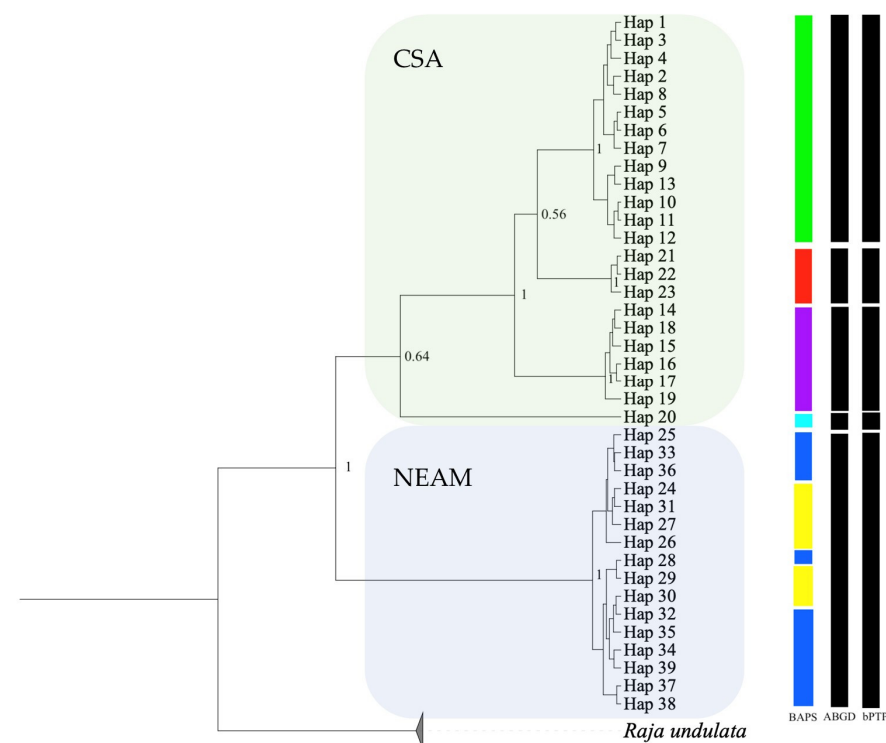 CSA
Hap 1
Hap 3
Hap 4
Hap 2
Hap 8
Hap 5
Hap 6
Hap 7
1
Hap 9
Hap 13
Hap 10
Hap 11
Hap 12
0.56
Hap 21
Hap 22
Hap 23
1
1
Hap 14
Hap 18
Hap 15
Hap 16
Hap 17
1
Hap 19
0.64
Hap 20
Hap 25
Hap 33
Hap 36
1
NEAM
Hap 24
Hap 31
Hap 27
Hap 26
Hap 28
Hap 29
1
Hap 30
Hap 32
Hap 35
Hap 34
Hap 39
Hap 37
Hap 38
BAPS ABGD bPTP
Raja undulata